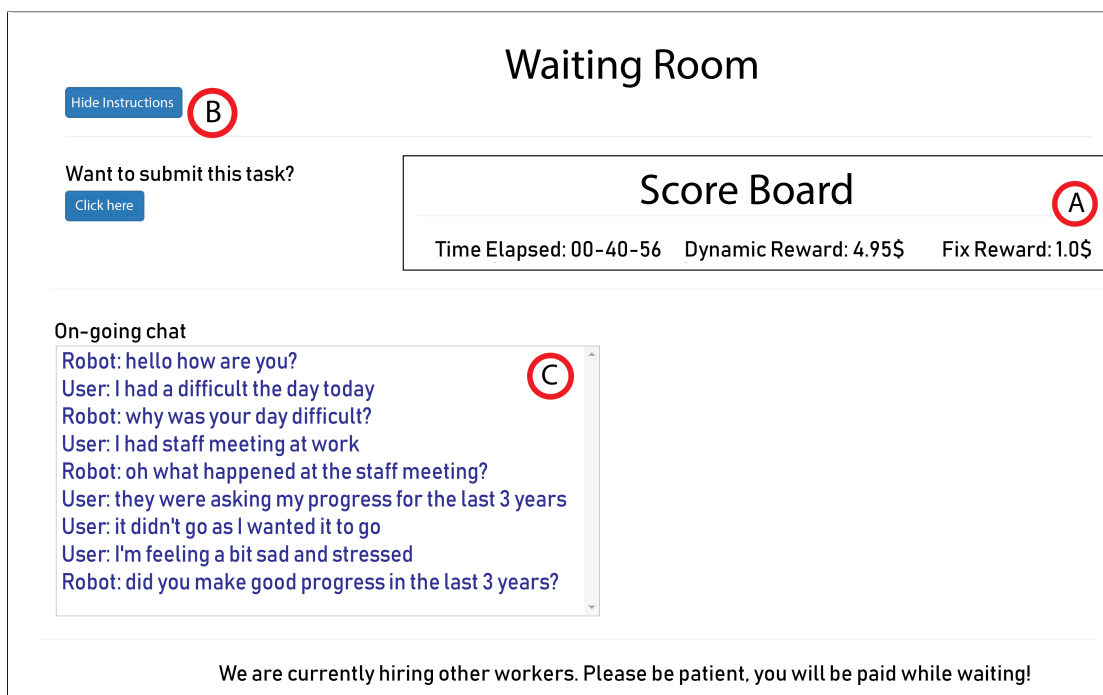 Waiting Room
Hide Instructions
B
Want to submit this task?
Click here
Score Board
A
Time Elapsed: 00-40-56 Dynamic Reward: 4.95$ Fix Reward: 1.0$
On-going chat
C
Robot: hello how are you?
User: I had a difficult the day today
Robot: why was your day difficult?
User: I had staff meeting at work
Robot: oh what happened at the staff meeting?
User: they were asking my progress for the last 3 years
User: it didn't go as I wanted it to go
User: I'm feeling a bit sad and stressed
Robot: did you make good progress in the last 3 years?
We are currently hiring other workers. Please be patient, you will be paid while waiting!